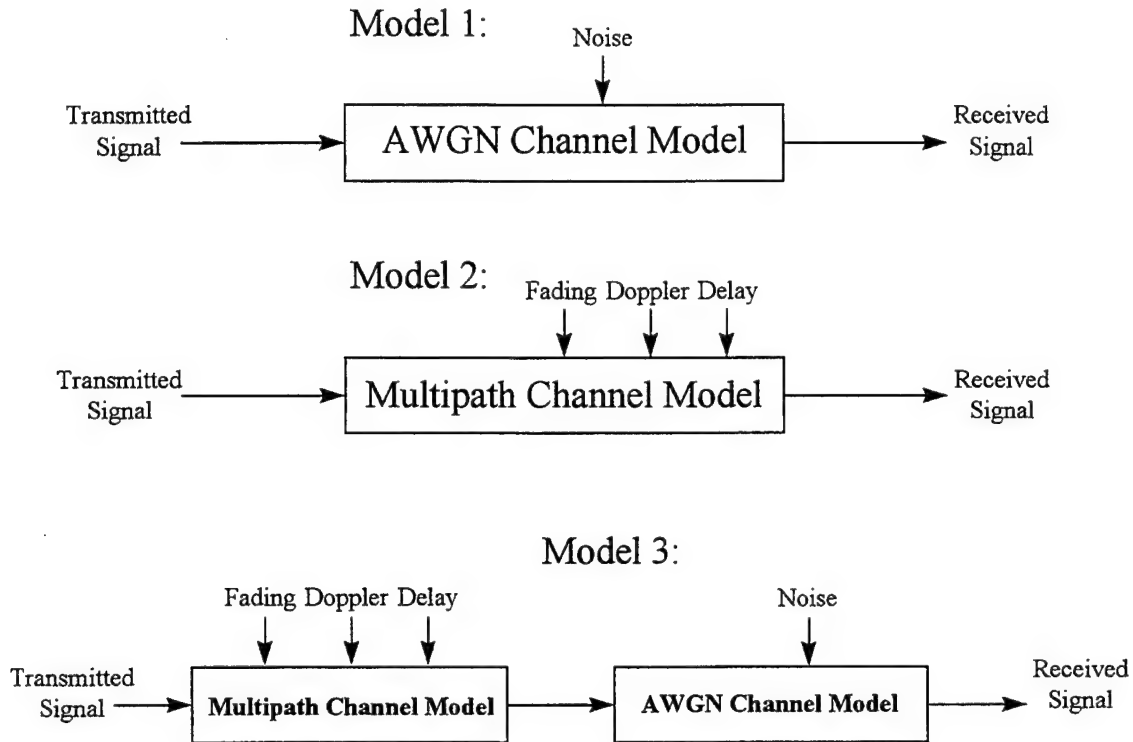 Model 1:
Noise
Transmitted
Signal
AWGN Channel Model
Received
Signal
Model 2:
Fading Doppler Delay
Transmitted
Signal
Multipath Channel Model
Received
Signal
Model 3:
Fading Doppler Delay
Noise
Transmitted
Signal
Multipath Channel Model
AWGN Channel Model
Received
Signal